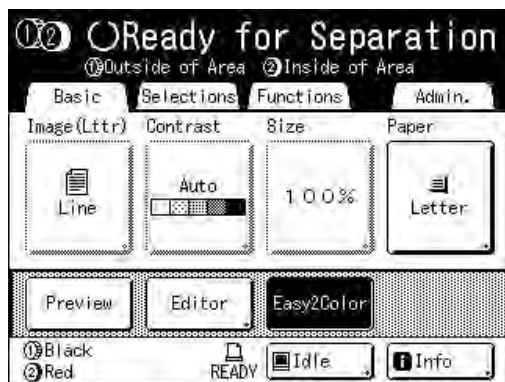 ①② Ready for Separation
①Outside of Area ②Inside of Area
Basic Selections Functions Admin.
Image(Lttr) Contrast Size Paper
Line Auto 100% Letter
Preview Editor Easy2Color
①Black
②Red READY Idle Info